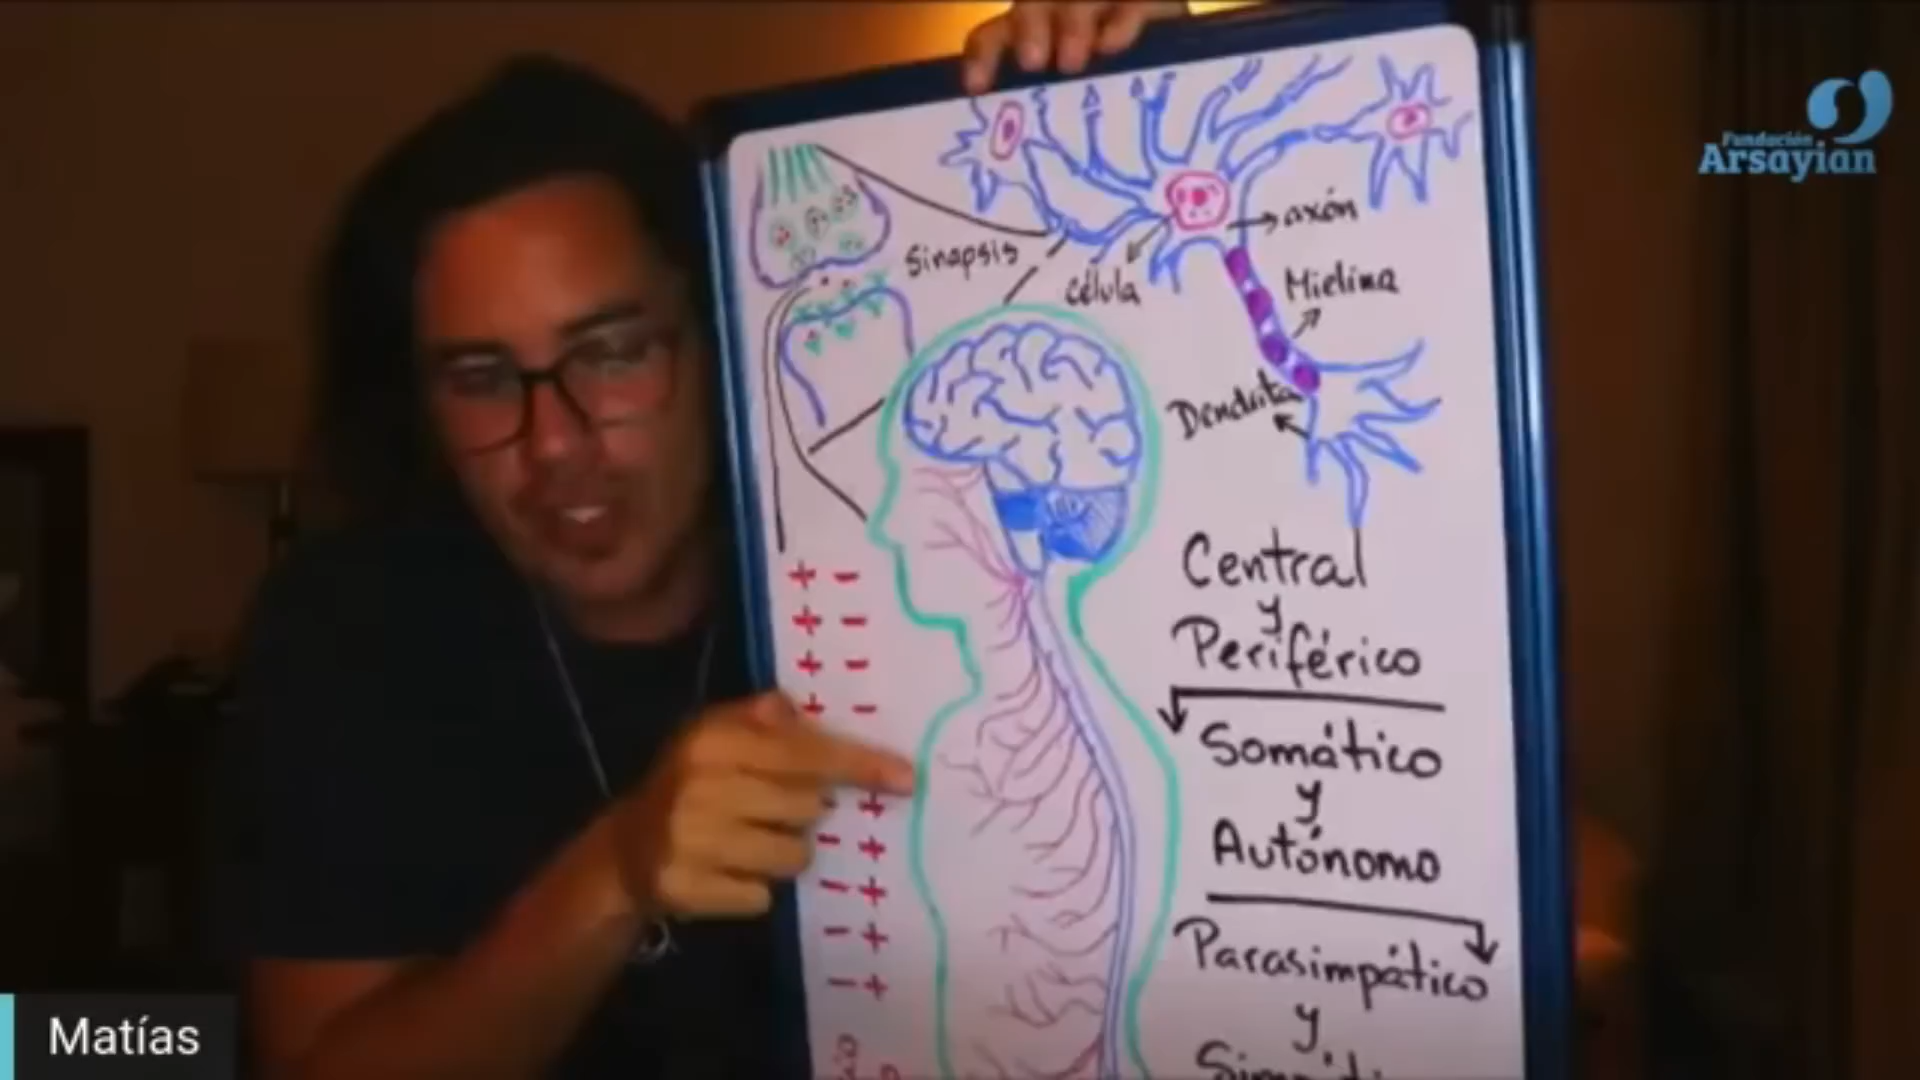 Fundación
Arsayian
Sinapsis
célula
axón
Mielina
Dendrita
Central
y
Periférico
Somático
y
Autónomo
Parasimpático
y
+ -
+ -
+ -
+ -
+
- +
- +
- +
- +
Matías